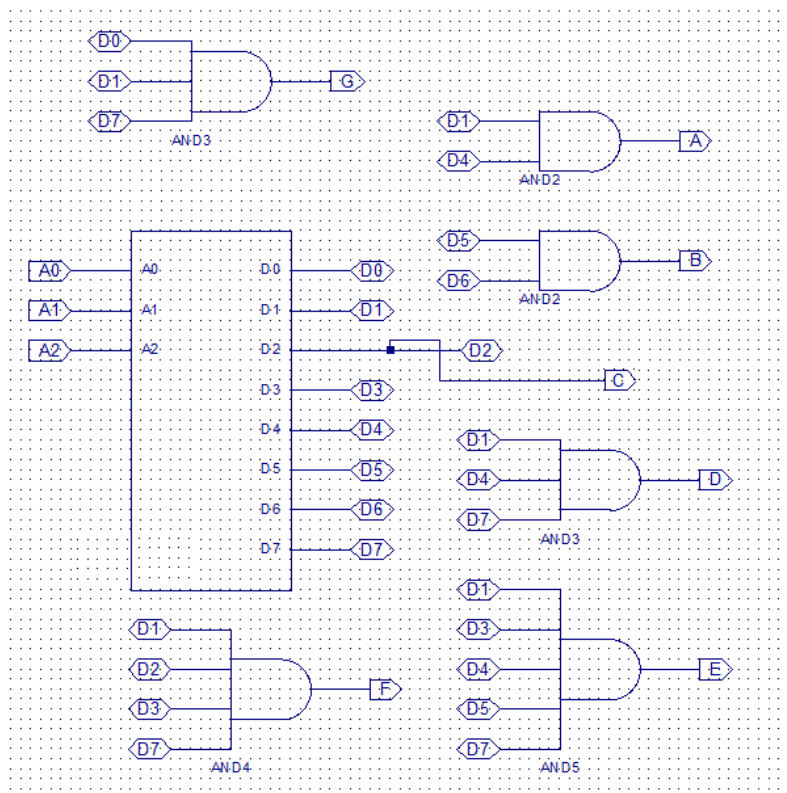 D0
D1 G
D7
AND3
D1
A
D4
AND2
D5
B
D6
AND2
A0 A0 D0 D0
A1 A1 D1 D1
A2 A2 D2 D2
C
D3 D3
D4 D4
D5 D5
D6 D6
D7 D7
D1
D4 D
D7
AND3
D1
D2
F
D3
D7
AND4
D1
D3
D4 E
D5
D7
AND5